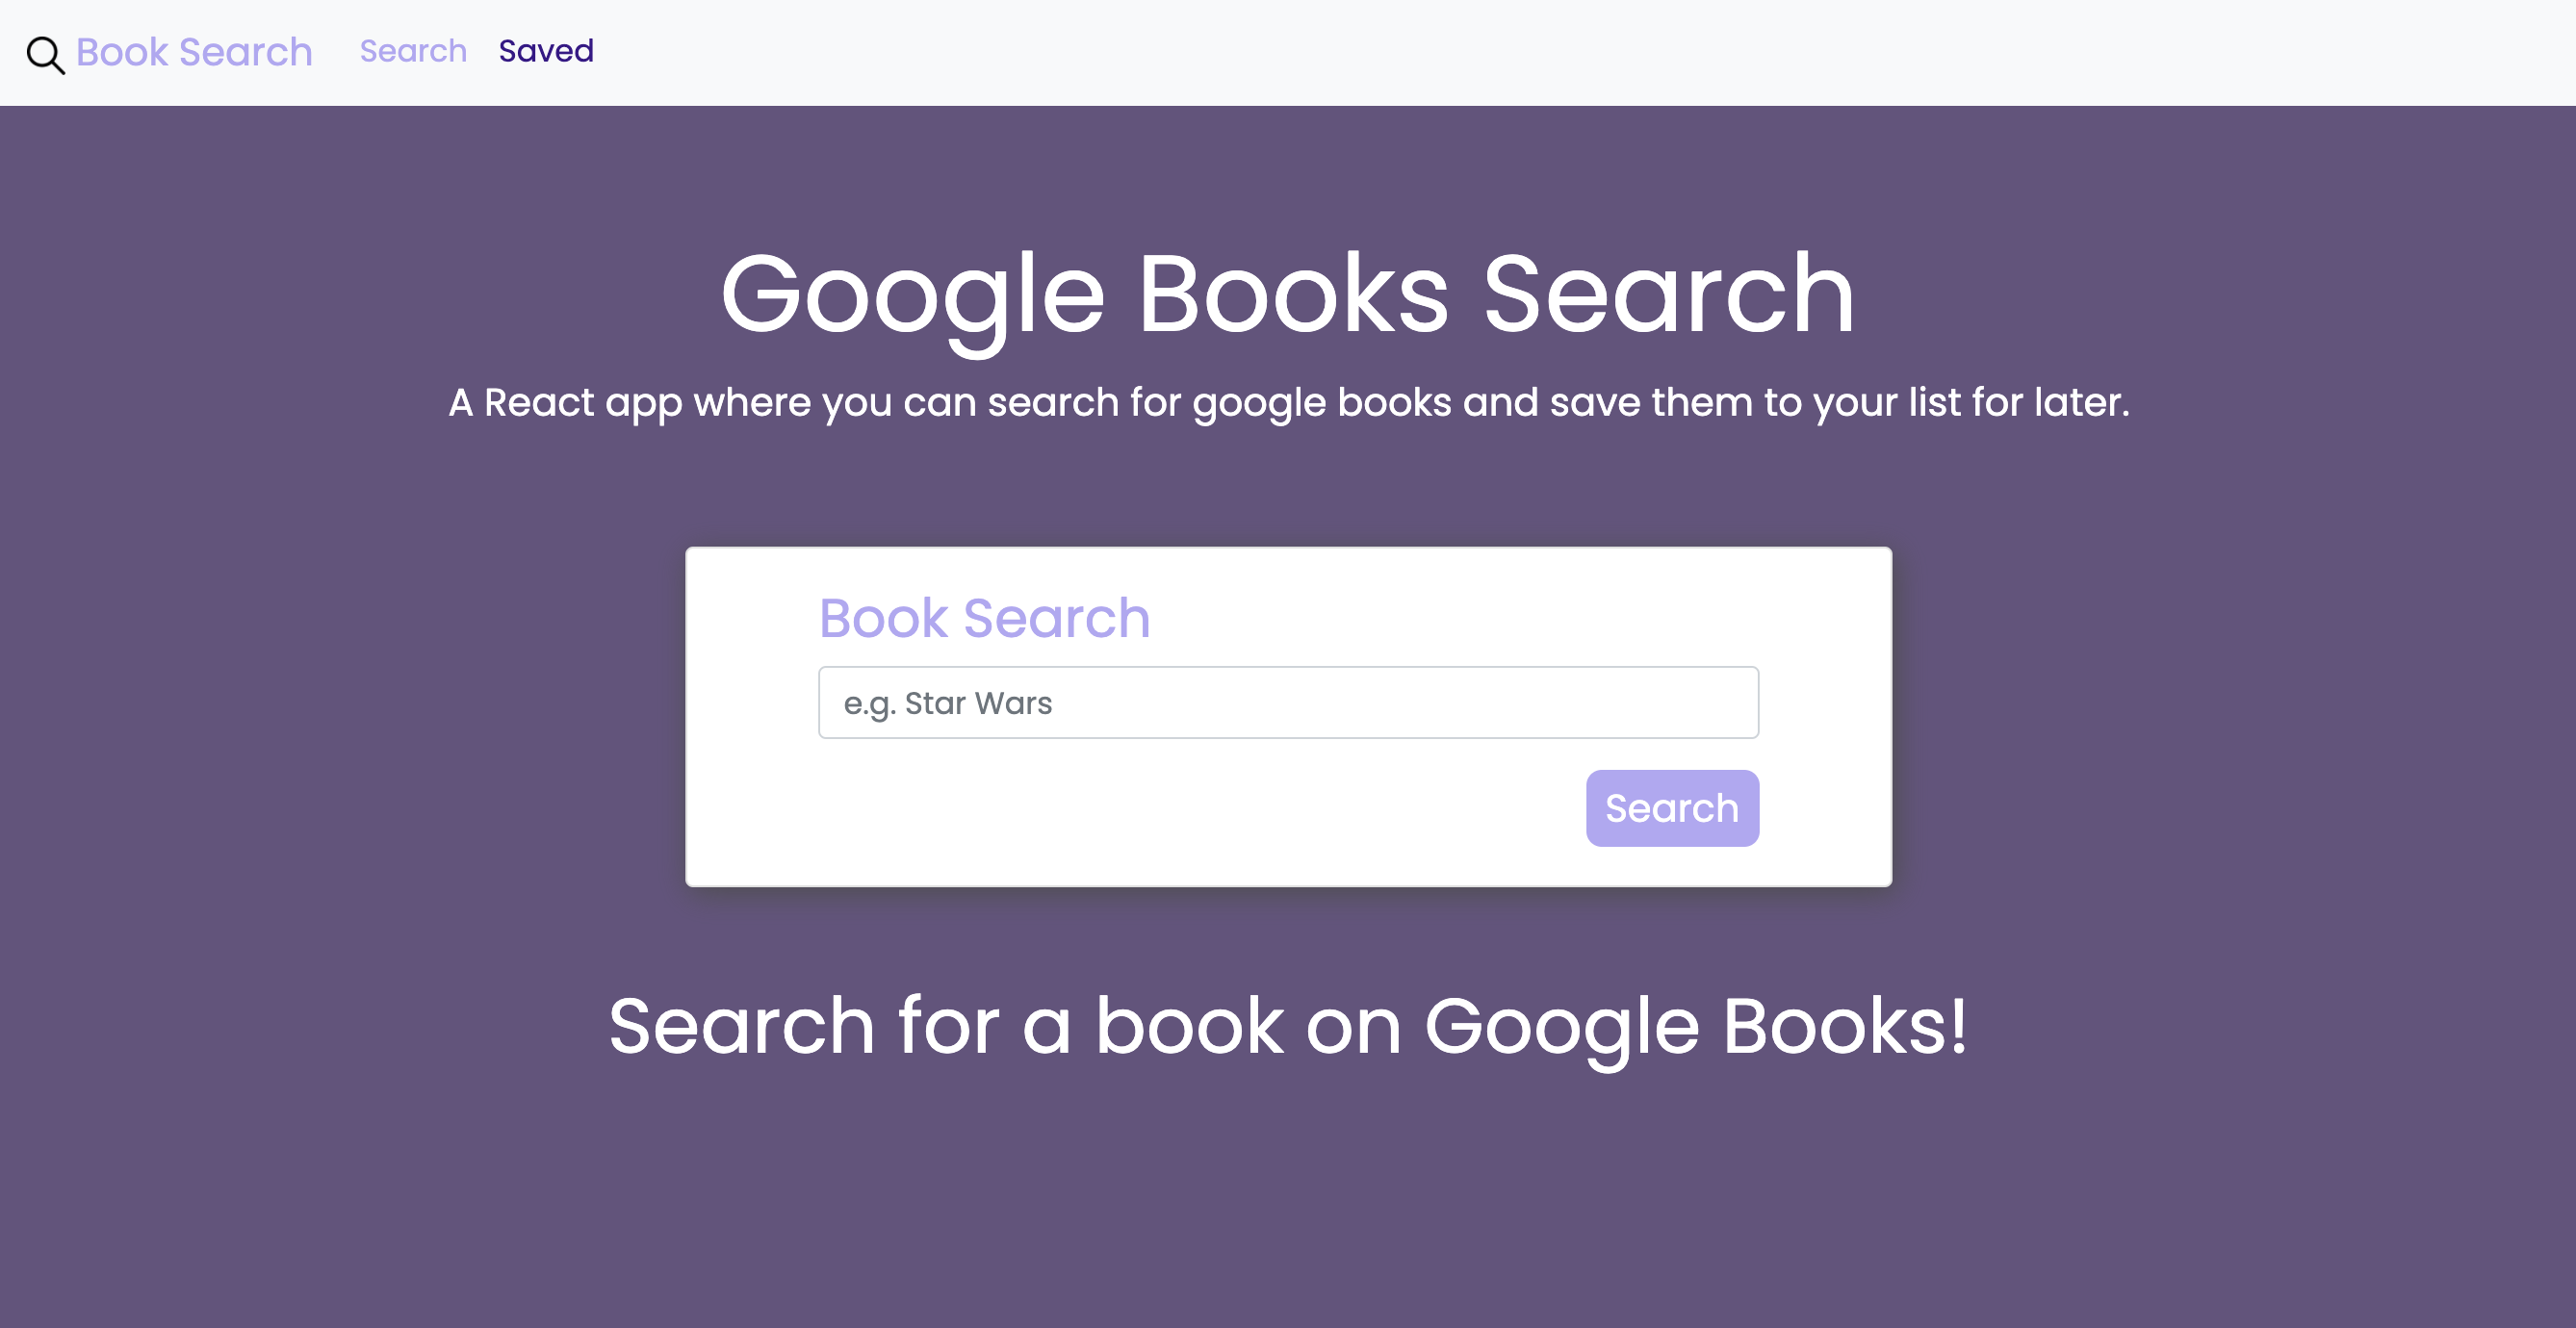 Book Search Search Saved
Google Books Search
A React app where you can search for google books and save them to your list for later.
Book Search
e.g. Star Wars
Search
Search for a book on Google Books!